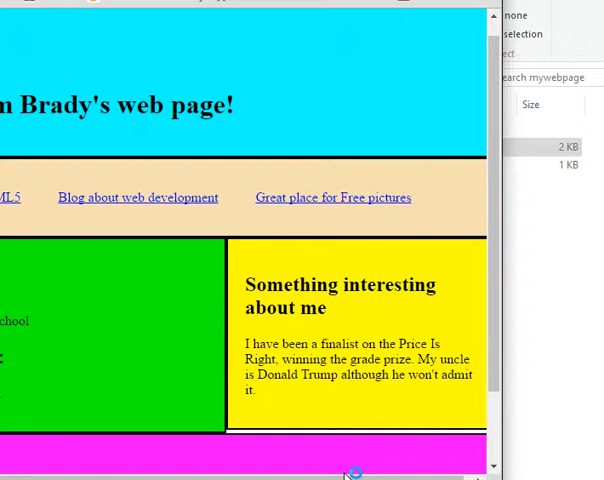 none
selection
earch mywebpage
Size
2 KB
1 KB
Brady's web page!
ML5
Blog about web development
Great place for Free pictures
chool
Something interesting
about me
I have been a finalist on the Price Is
Right, winning the grade prize. My uncle
is Donald Trump although he won't admit
it.